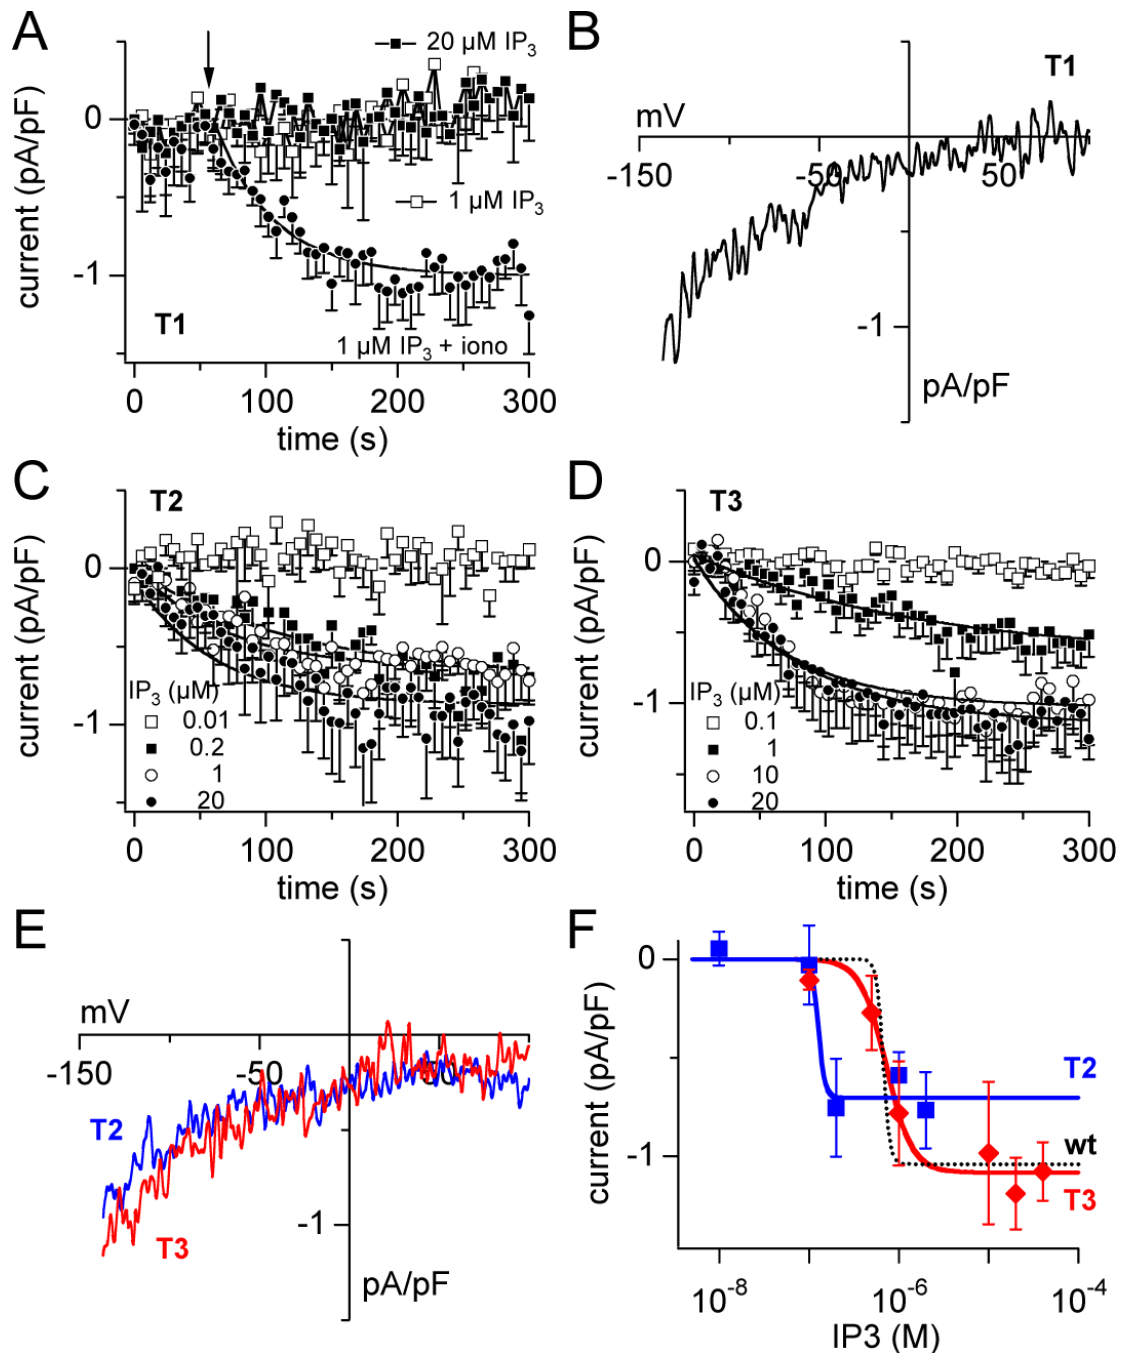 A
20 µM IP3
0
current (pA/pF)
1 µM IP3
-1
T1
1 µM IP3 + iono
0 100 200 300
time (s)
B
T1
mV
-150 -50 50
-1
pA/pF
C
T2
0
current (pA/pF)
-1
IP3 (µM)
0.01
0.2
1
20
0 100 200 300
time (s)
D
T3
0
current (pA/pF)
-1
IP3 (µM)
0.1
1
10
20
0 100 200 300
time (s)
E
mV
-150 -50 50
T2
T3
-1
pA/pF
F
0
current (pA/pF)
-1
T2
wt
T3
10-8 10-6 10-4
IP3 (M)